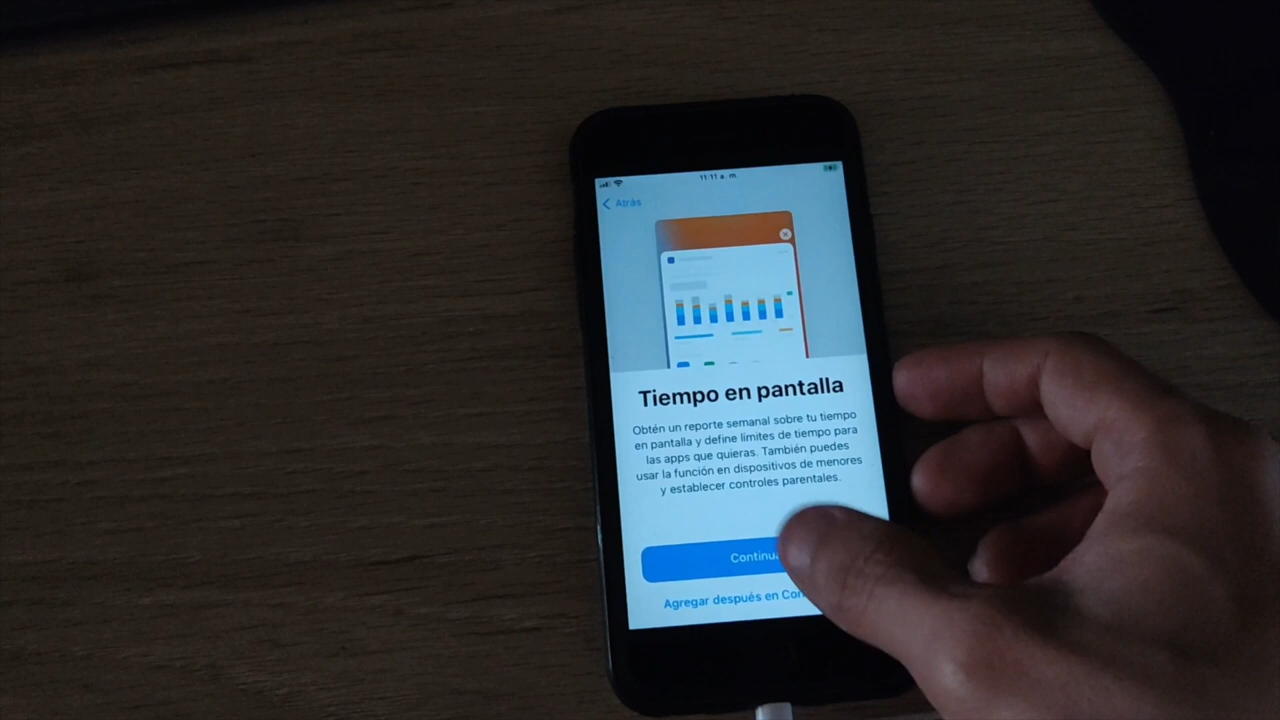 11:11 a. m.
Atrás
Tiempo en pantalla
Obtén un reporte semanal sobre tu tiempo
en pantalla y define límites de tiempo para
las apps que quieras. También puedes
usar la función en dispositivos de menores
y establecer controles parentales.
Continua
Agregar después en Con